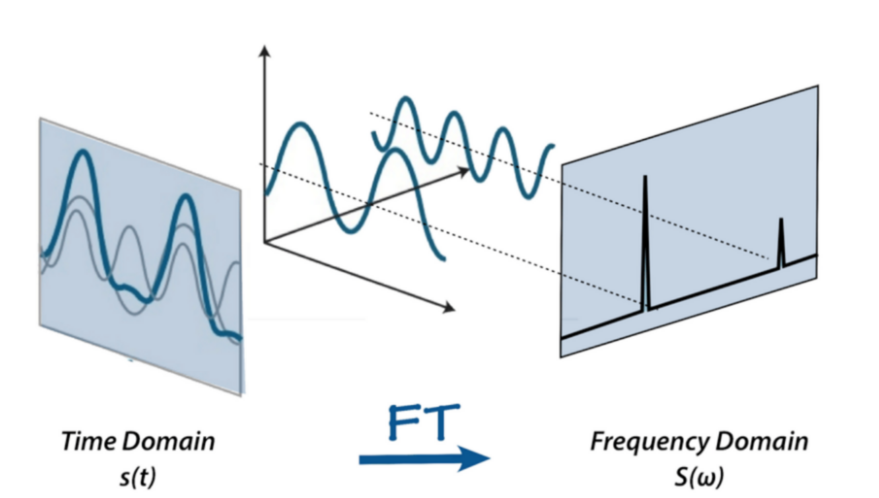 FT
Time Domain
s(t)
Frequency Domain
S(ω)